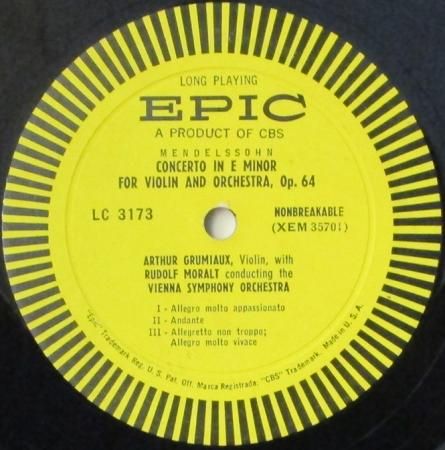 LONG PLAYING
EPIC
A PRODUCT OF CBS
MENDELSSOHN
CONCERTO IN E MINOR
FOR VIOLIN AND ORCHESTRA, Op. 64
LC 3173
NONBREAKABLE
(XEM 35701)
ARTHUR GRUMIAUX, Violin, with
RUDOLF MORALT conducting the
VIENNA SYMPHONY ORCHESTRA
I - Allegro molto appassionato
II - Andante
III - Allegretto non troppo;
Allegro molto vivace
"Epic" Trademark Reg. U. S. Pat. Off. Marca Registrada. "CBS" Trademark. Made in U. S. A.